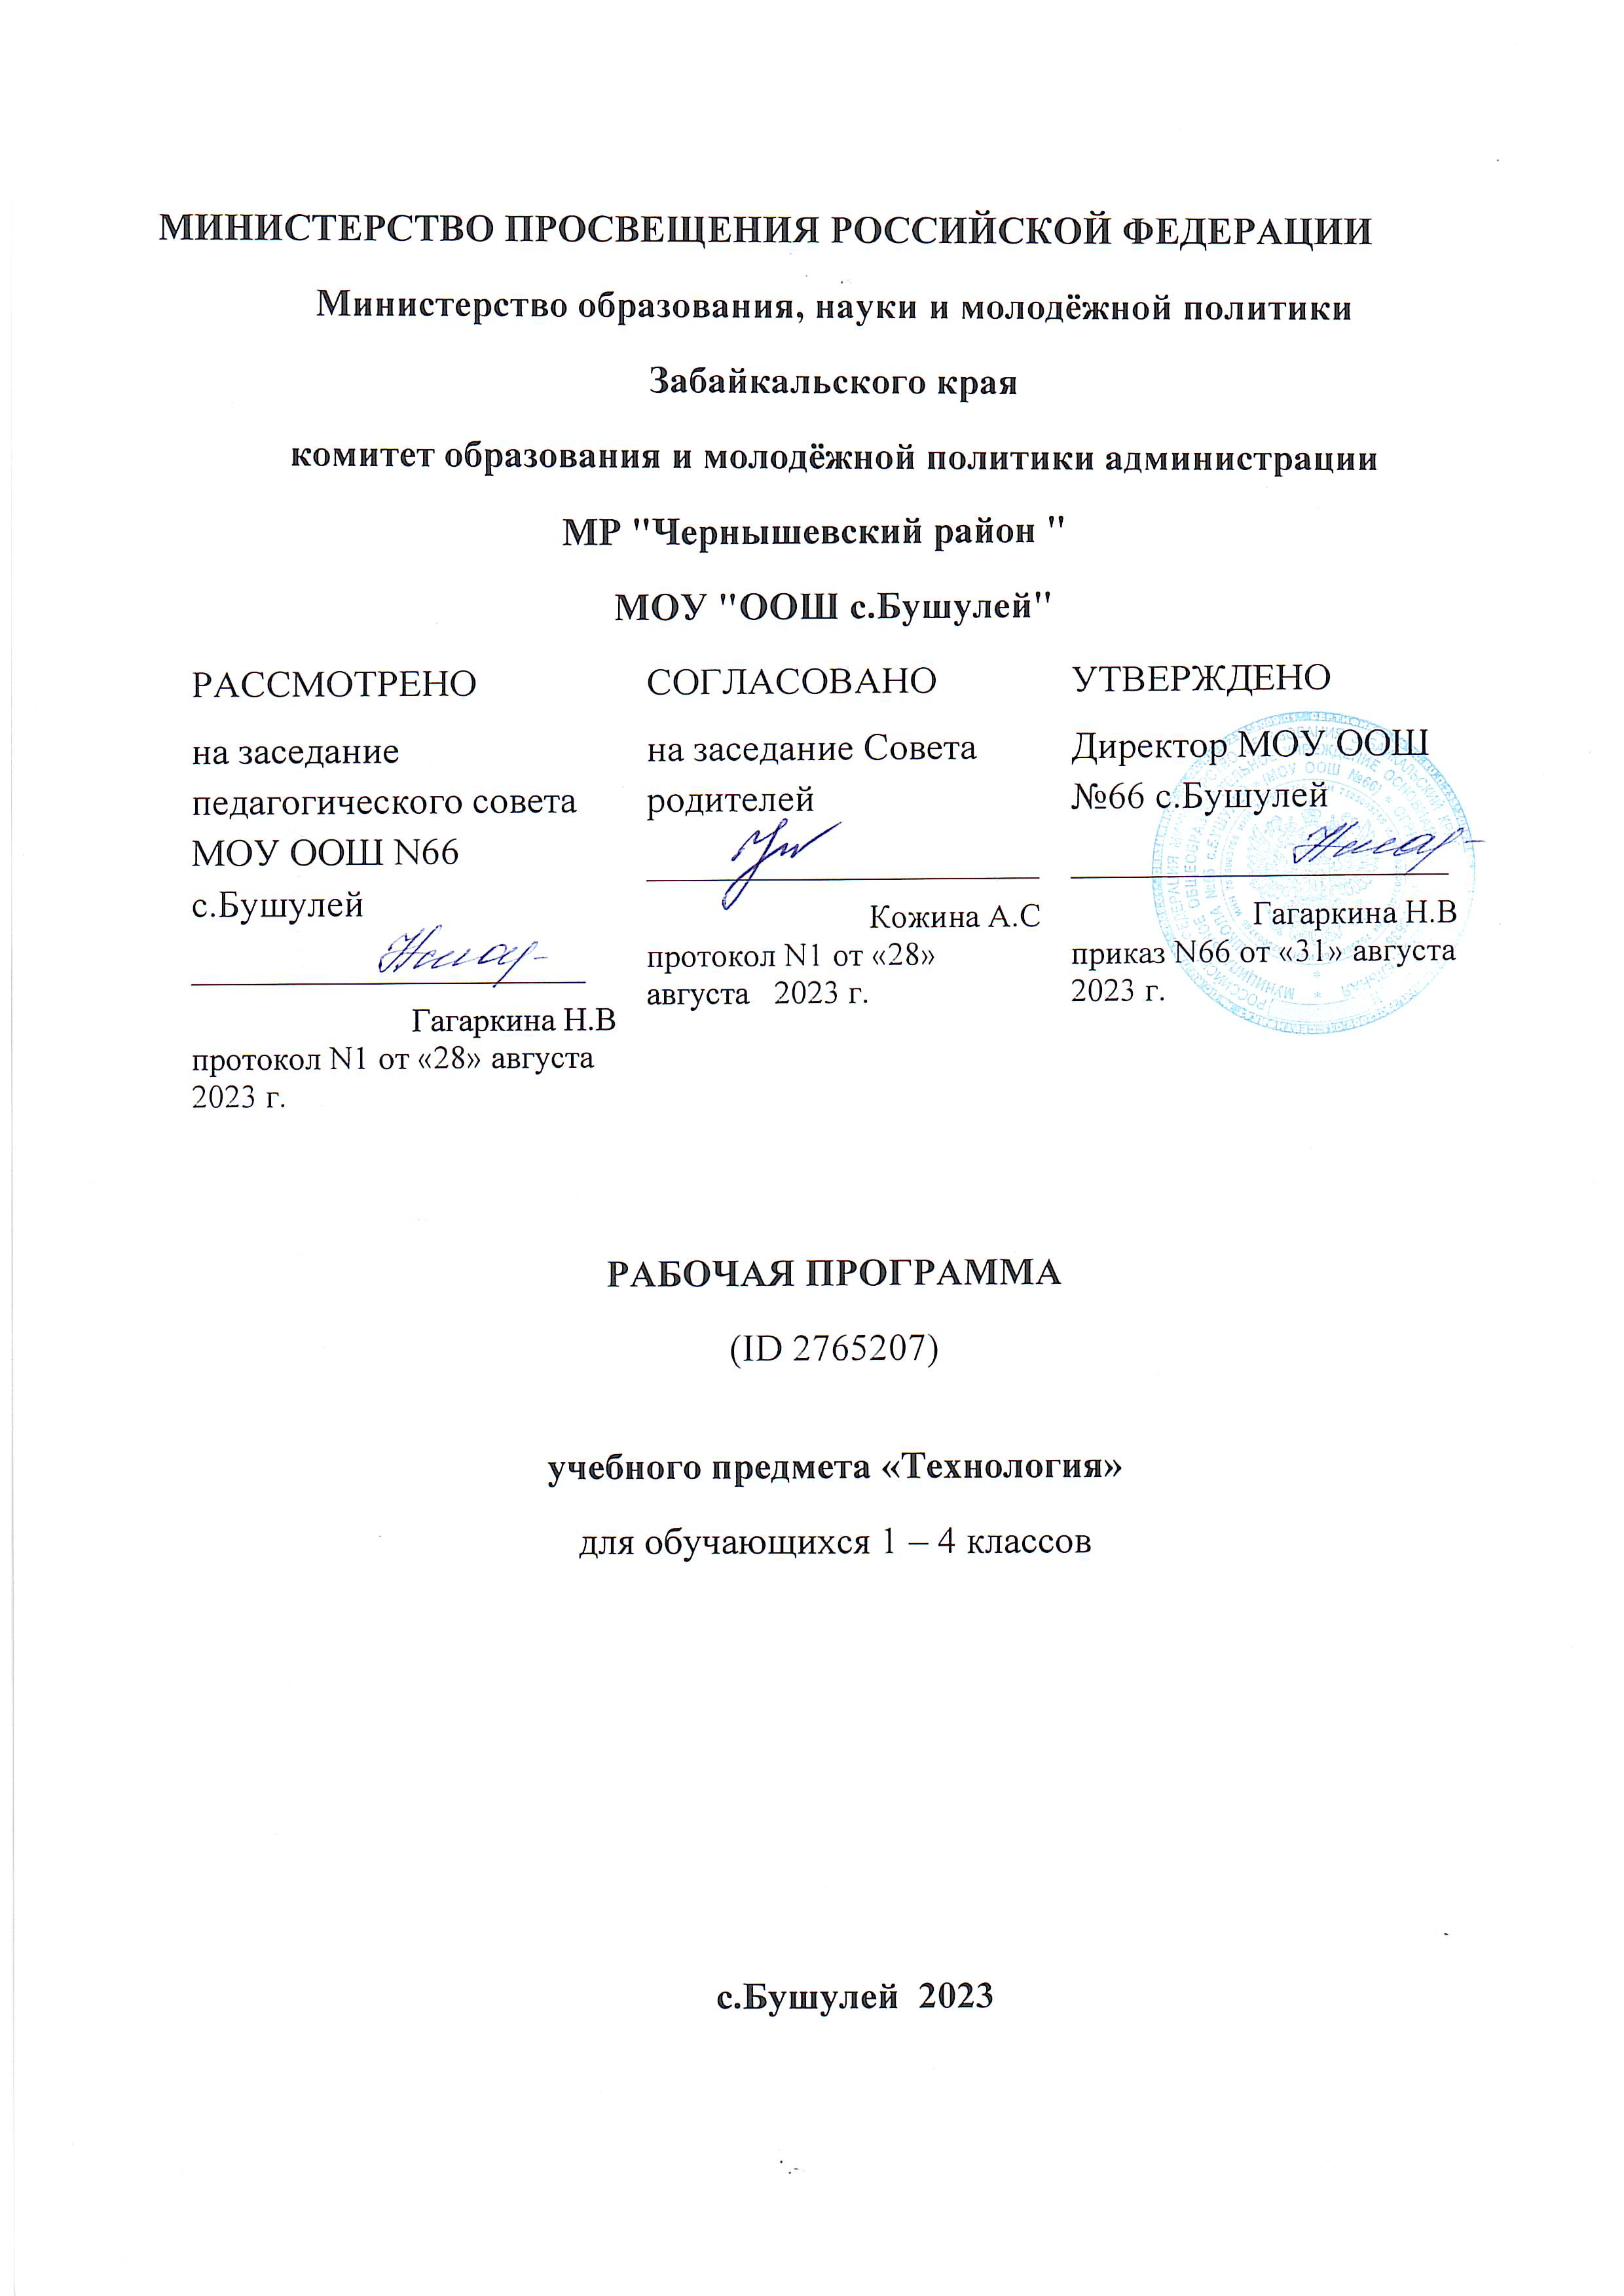 МИНИСТЕРСТВО ПРОСВЕЩЕНИЯ РОССИЙСКОЙ ФЕДЕРАЦИИ
Министерство образования, науки и молодёжной политики
Забайкальского края
комитет образования и молодёжной политики администрации
МР "Чернышевский район "
МОУ "ООШ с.Бушулей"
РАССМОТРЕНО
на заседание
педагогического совета
МОУ ООШ N66
с.Бушулей
Гагаркина Н.В
протокол N1 от «28» августа
2023 г.
СОГЛАСОВАНО
на заседание Совета
родителей
Кожина А.С
протокол N1 от «28»
августа 2023 г.
УТВЕРЖДЕНО
Директор МОУ ООШ
№66 с.Бушулей
Гагаркина Н.В
приказ N66 от «31» августа
2023 г.
РАБОЧАЯ ПРОГРАММА
(ID 2765207)
учебного предмета «Технология»
для обучающихся 1 – 4 классов
с.Бушулей 2023